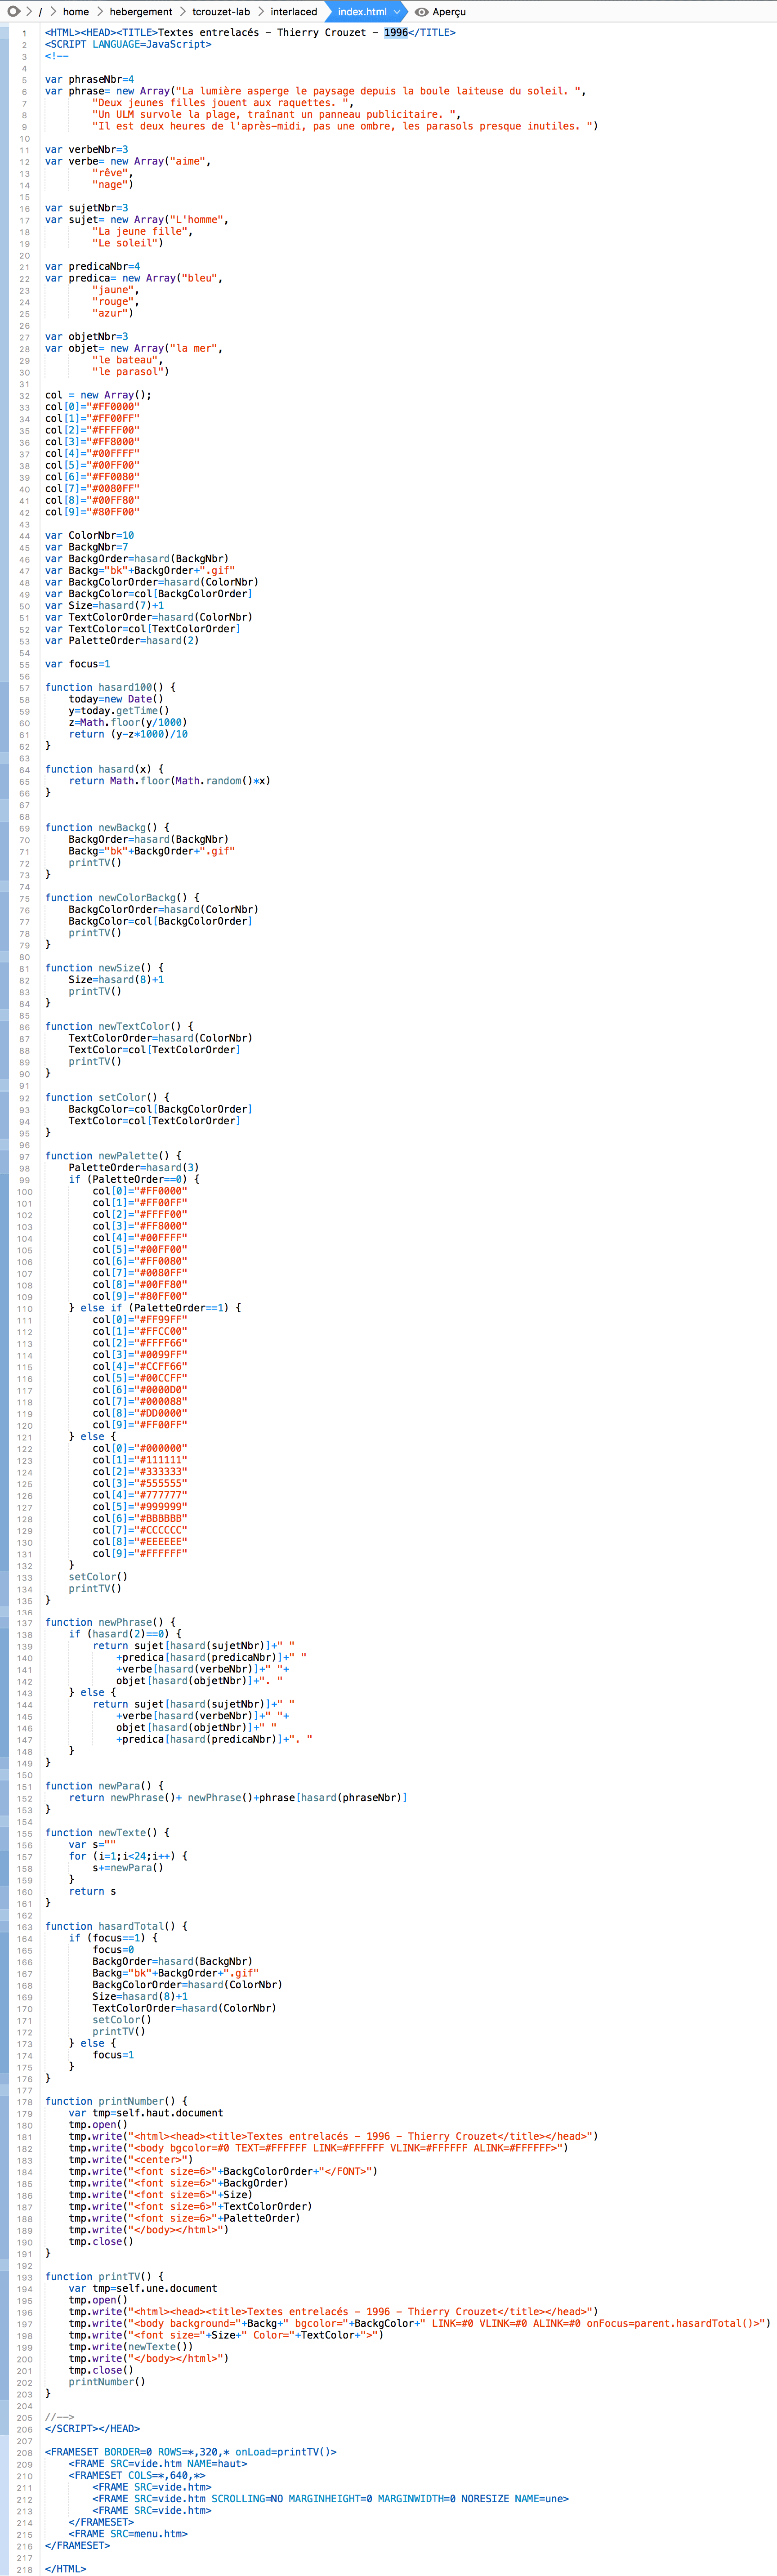 / home hebergement tcrouzet-lab interlaced index.html Aperçu
1 <HTML><HEAD><TITLE>Textes entrelacés - Thierry Crouzet - 1996</TITLE>
2 <SCRIPT LANGUAGE=JavaScript>
3 <!--
4
5 var phraseNbr=4
6 var phrase= new Array("La lumière asperge le paysage depuis la boule laiteuse du soleil. ",
7 "Deux jeunes filles jouent aux raquettes. ",
8 "Un ULM survole la plage, traînant un panneau publicitaire. ",
9 "Il est deux heures de l'après-midi, pas une ombre, les parasols presque inutiles. ")
10
11 var verbeNbr=3
12 var verbe= new Array("aime",
13 "rêve",
14 "nage")
15
16 var sujetNbr=3
17 var sujet= new Array("L'homme",
18 "La jeune fille",
19 "Le soleil")
20
21 var predicaNbr=4
22 var predica= new Array("bleu",
23 "jaune",
24 "rouge",
25 "azur")
26
27 var objetNbr=3
28 var objet= new Array("la mer",
29 "le bateau",
30 "le parasol")
31
32 col = new Array();
33 col[0]="#FF0000"
34 col[1]="#FF00FF"
35 col[2]="#FFFF00"
36 col[3]="#FF8000"
37 col[4]="#00FFFF"
38 col[5]="#00FF00"
39 col[6]="#FF0080"
40 col[7]="#0080FF"
41 col[8]="#00FF80"
42 col[9]="#80FF00"
43
44 var ColorNbr=10
45 var BackgNbr=7
46 var BackgOrder=hasard(BackgNbr)
47 var Backg="bk"+BackgOrder+".gif"
48 var BackgColorOrder=hasard(ColorNbr)
49 var BackgColor=col[BackgColorOrder]
50 var Size=hasard(7)+1
51 var TextColorOrder=hasard(ColorNbr)
52 var TextColor=col[TextColorOrder]
53 var PaletteOrder=hasard(2)
54
55 var focus=1
56
57 function hasard100() {
58 today=new Date()
59 y=today.getTime()
60 z=Math.floor(y/1000)
61 return (y-z*1000)/10
62 }
63
64 function hasard(x) {
65 return Math.floor(Math.random()*x)
66 }
67
68
69 function newBackg() {
70 BackgOrder=hasard(BackgNbr)
71 Backg="bk"+BackgOrder+".gif"
72 printTV()
73 }
74
75 function newColorBackg() {
76 BackgColorOrder=hasard(ColorNbr)
77 BackgColor=col[BackgColorOrder]
78 printTV()
79 }
80
81 function newSize() {
82 Size=hasard(8)+1
83 printTV()
84 }
85
86 function newTextColor() {
87 TextColorOrder=hasard(ColorNbr)
88 TextColor=col[TextColorOrder]
89 printTV()
90 }
91
92 function setColor() {
93 BackgColor=col[BackgColorOrder]
94 TextColor=col[TextColorOrder]
95 }
96
97 function newPalette() {
98 PaletteOrder=hasard(3)
99 if (PaletteOrder==0) {
100 col[0]="#FF0000"
101 col[1]="#FF00FF"
102 col[2]="#FFFF00"
103 col[3]="#FF8000"
104 col[4]="#00FFFF"
105 col[5]="#00FF00"
106 col[6]="#FF0080"
107 col[7]="#0080FF"
108 col[8]="#00FF80"
109 col[9]="#80FF00"
110 } else if (PaletteOrder==1) {
111 col[0]="#FF99FF"
112 col[1]="#FFCC00"
113 col[2]="#FFFF66"
114 col[3]="#0099FF"
115 col[4]="#CCFF66"
116 col[5]="#00CCFF"
117 col[6]="#0000D0"
118 col[7]="#000088"
119 col[8]="#DD0000"
120 col[9]="#FF00FF"
121 } else {
122 col[0]="#000000"
123 col[1]="#111111"
124 col[2]="#333333"
125 col[3]="#555555"
126 col[4]="#777777"
127 col[5]="#999999"
128 col[6]="#BBBBBB"
129 col[7]="#CCCCCC"
130 col[8]="#EEEEEE"
131 col[9]="#FFFFFF"
132 }
133 setColor()
134 printTV()
135 }
136
137 function newPhrase() {
138 if (hasard(2)==0) {
139 return sujet[hasard(sujetNbr)]+" "
140 +predica[hasard(predicaNbr)]+" "
141 +verbe[hasard(verbeNbr)]+" "+
142 objet[hasard(objetNbr)]+". "
143 } else {
144 return sujet[hasard(sujetNbr)]+" "
145 +verbe[hasard(verbeNbr)]+" "+
146 objet[hasard(objetNbr)]+" "
147 +predica[hasard(predicaNbr)]+". "
148 }
149 }
150
151 function newPara() {
152 return newPhrase()+ newPhrase()+phrase[hasard(phraseNbr)]
153 }
154
155 function newTexte() {
156 var s=""
157 for (i=1;i<24;i++) {
158 s+=newPara()
159 }
160 return s
161 }
162
163 function hasardTotal() {
164 if (focus==1) {
165 focus=0
166 BackgOrder=hasard(BackgNbr)
167 Backg="bk"+BackgOrder+".gif"
168 BackgColorOrder=hasard(ColorNbr)
169 Size=hasard(8)+1
170 TextColorOrder=hasard(ColorNbr)
171 setColor()
172 printTV()
173 } else {
174 focus=1
175 }
176 }
177
178 function printNumber() {
179 var tmp=self.haut.document
180 tmp.open()
181 tmp.write("<html><head><title>Textes entrelacés - 1996 - Thierry Crouzet</title></head>")
182 tmp.write("<body bgcolor=#0 TEXT=#FFFFFF LINK=#FFFFFF VLINK=#FFFFFF ALINK=#FFFFFF>")
183 tmp.write("<center>")
184 tmp.write("<font size=6>"+BackgColorOrder+"</FONT>")
185 tmp.write("<font size=6>"+BackgOrder)
186 tmp.write("<font size=6>"+Size)
187 tmp.write("<font size=6>"+TextColorOrder)
188 tmp.write("<font size=6>"+PaletteOrder)
189 tmp.write("</body></html>")
190 tmp.close()
191 }
192
193 function printTV() {
194 var tmp=self.une.document
195 tmp.open()
196 tmp.write("<html><head><title>Textes entrelacés - 1996 - Thierry Crouzet</title></head>")
197 tmp.write("<body background="+Backg+" bgcolor="+BackgColor+" LINK=#0 VLINK=#0 ALINK=#0 onFocus=parent.hasardTotal()>")
198 tmp.write("<font size="+Size+" Color="+TextColor+">")
199 tmp.write(newTexte())
200 tmp.write("</body></html>")
201 tmp.close()
202 printNumber()
203 }
204
205 //-->
206 </SCRIPT></HEAD>
207
208 <FRAMESET BORDER=0 ROWS=*,320,* onLoad=printTV()>
209 <FRAME SRC=vide.htm NAME=haut>
210 <FRAMESET COLS=*,640,*>
211 <FRAME SRC=vide.htm>
212 <FRAME SRC=vide.htm SCROLLING=NO MARGINHEIGHT=0 MARGINWIDTH=0 NORESIZE NAME=une>
213 <FRAME SRC=vide.htm>
214 </FRAMESET>
215 <FRAME SRC=menu.htm>
216 </FRAMESET>
217
218 </HTML>